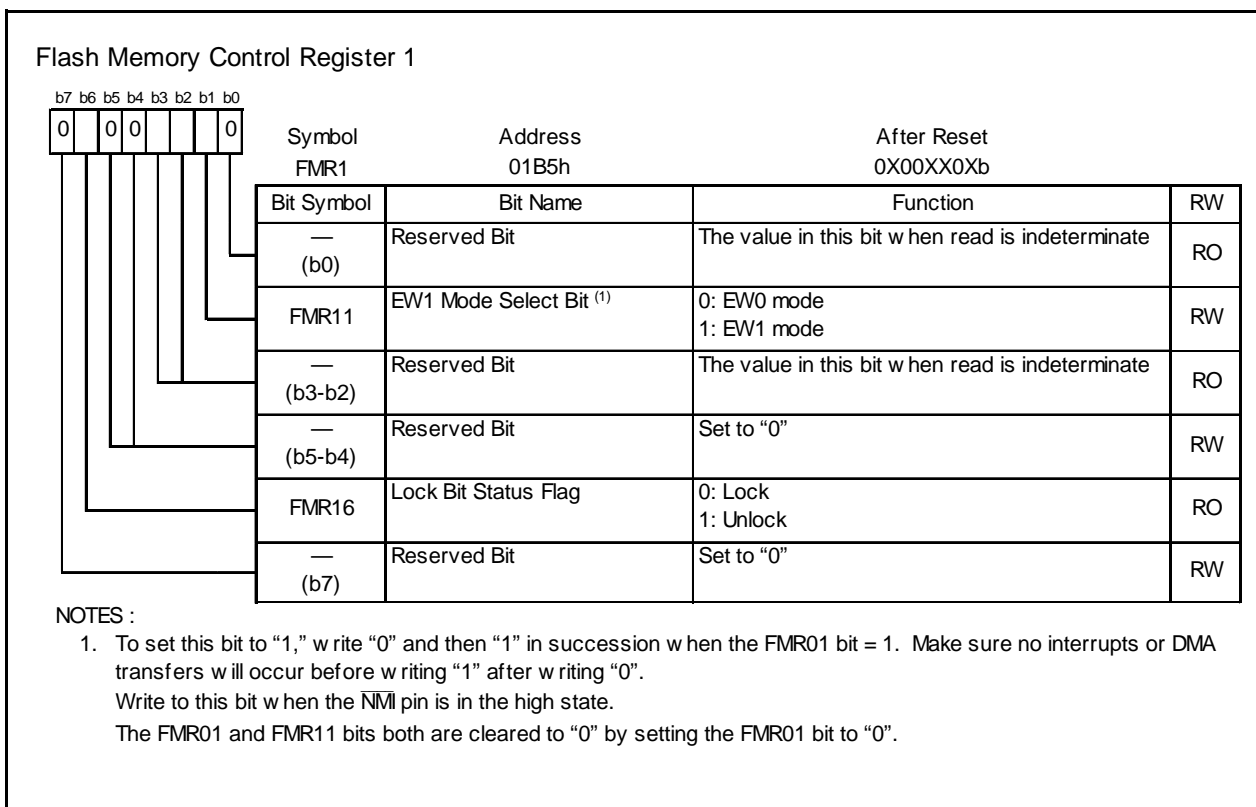 Flash Memory Control Register 1
b7 b6 b5 b4 b3 b2 b1 b0
0 0 0 0
Symbol Address After Reset
FMR1 01B5h 0X00XX0Xb
Bit Symbol Bit Name Function RW
— Reserved Bit The value in this bit w hen read is indeterminate
(b0) RO
FMR11 EW1 Mode Select Bit (1) 0: EW0 mode RW
1: EW1 mode
— Reserved Bit The value in this bit w hen read is indeterminate
(b3-b2) RO
— Reserved Bit Set to “0”
(b5-b4) RW
FMR16 Lock Bit Status Flag 0: Lock RO
1: Unlock
— Reserved Bit Set to “0”
(b7) RW
NOTES :
1. To set this bit to “1,” w rite “0” and then “1” in succession w hen the FMR01 bit = 1. Make sure no interrupts or DMA
transfers w ill occur before w riting “1” after w riting “0”.
Write to this bit w hen the NMI pin is in the high state.
The FMR01 and FMR11 bits both are cleared to “0” by setting the FMR01 bit to “0”.